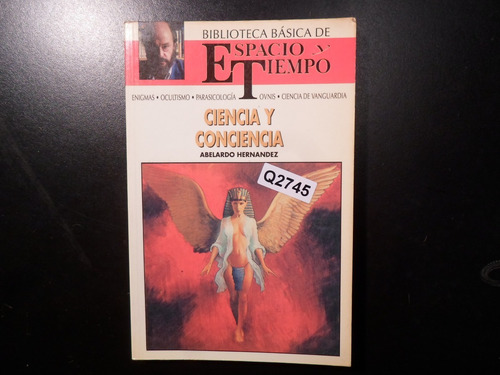 BIBLIOTECA BÁSICA DE
ESPACIO Y
TIEMPO
ENIGMAS • OCULTISMO • PARASICOLOGÍA OVNIS • CIENCIA DE VANGUARDIA
CIENCIA Y
CONCIENCIA
ABELARDO HERNANDEZ
Q2745